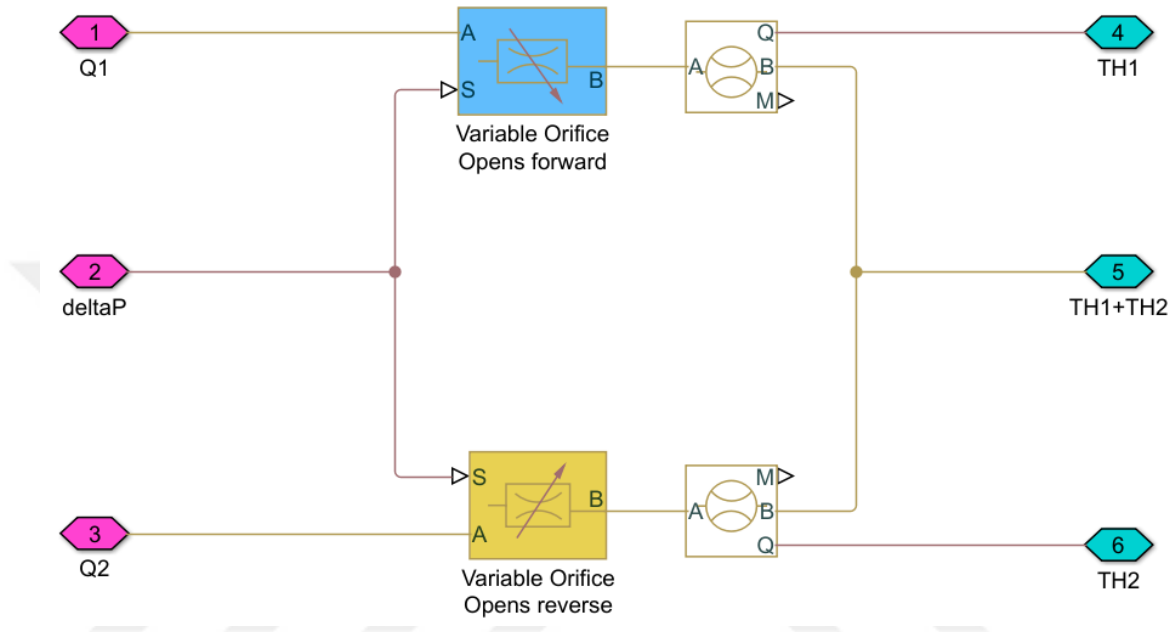 1
Q1
A
S
B
Variable Orifice
Opens forward
A
Q
B
M
4
TH1
2
deltaP
5
TH1+TH2
3
Q2
S
A
B
Variable Orifice
Opens reverse
A
M
B
Q
6
TH2